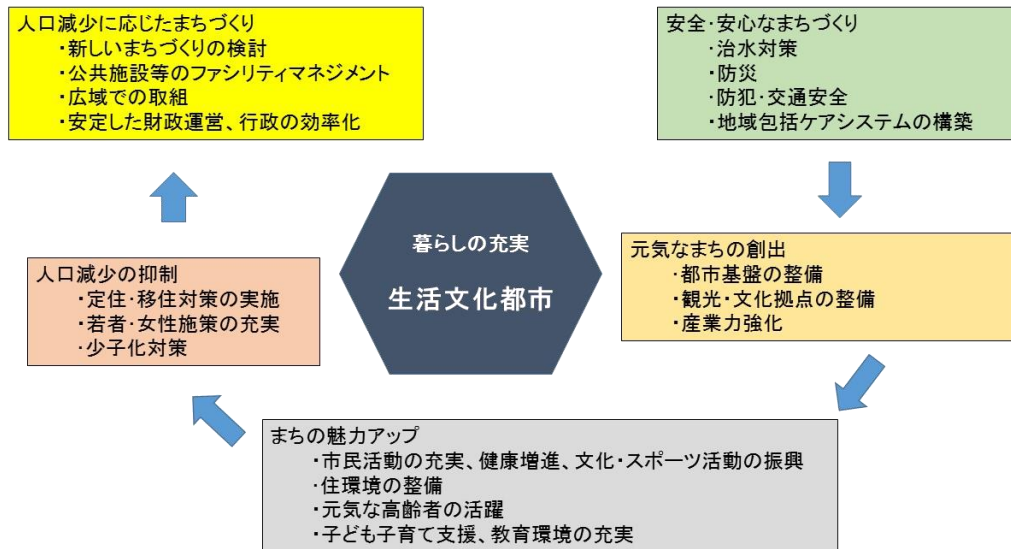 人口減少に応じたまちづくり
・新しいまちづくりの検討
・公共施設等のファシリティマネジメント
・広域での取組
・安定した財政運営、行政の効率化
安全・安心なまちづくり
・治水対策
・防災
・防犯・交通安全
・地域包括ケアシステムの構築
暮らしの充実
生活文化都市
人口減少の抑制
・定住・移住対策の実施
・若者・女性施策の充実
・少子化対策
元気なまちの創出
・都市基盤の整備
・観光・文化拠点の整備
・産業力強化
まちの魅力アップ
・市民活動の充実、健康増進、文化・スポーツ活動の振興
・住環境の整備
・元気な高齢者の活躍
・子ども子育て支援、教育環境の充実